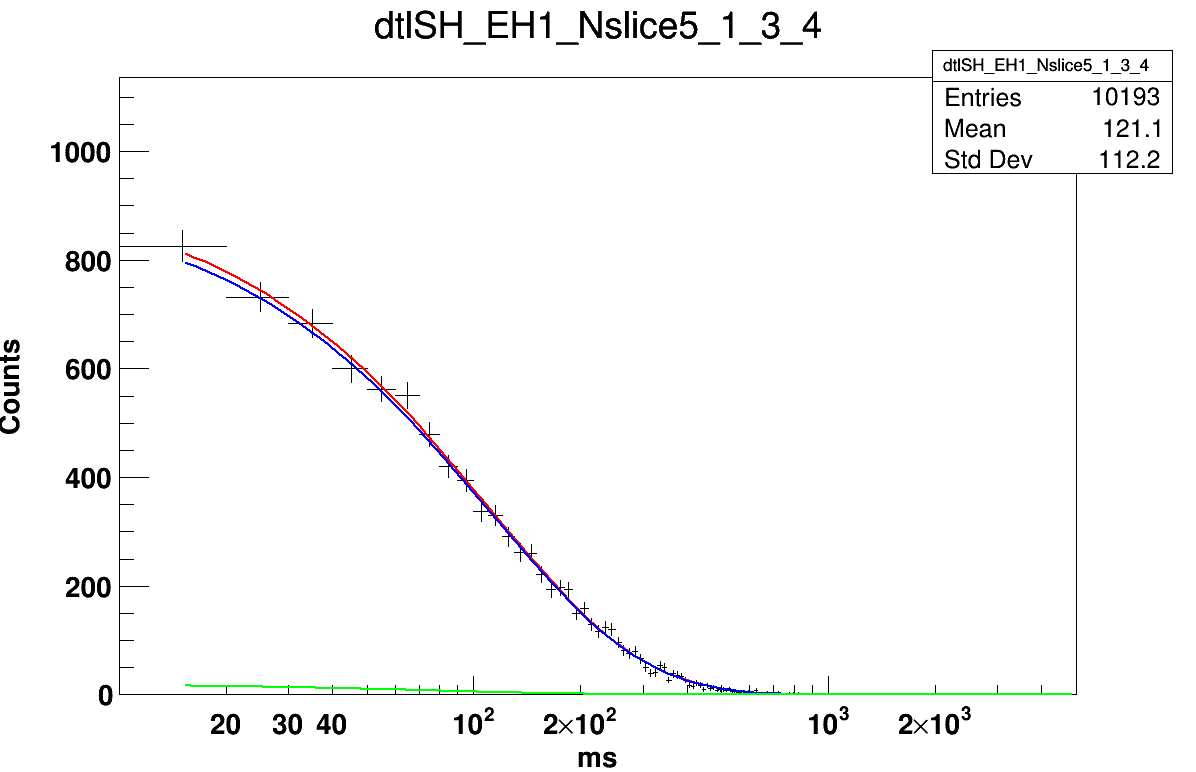 dtlSH_EH1_Nslice5_1_3_4
dtlSH_EH1_Nslice5_1_3_4
Entries 10193
Mean 121.1
Std Dev 112.2
1000
800
600
400
200
0
Counts
20 30 40 10² 2×10² 10³ 2×10³
ms